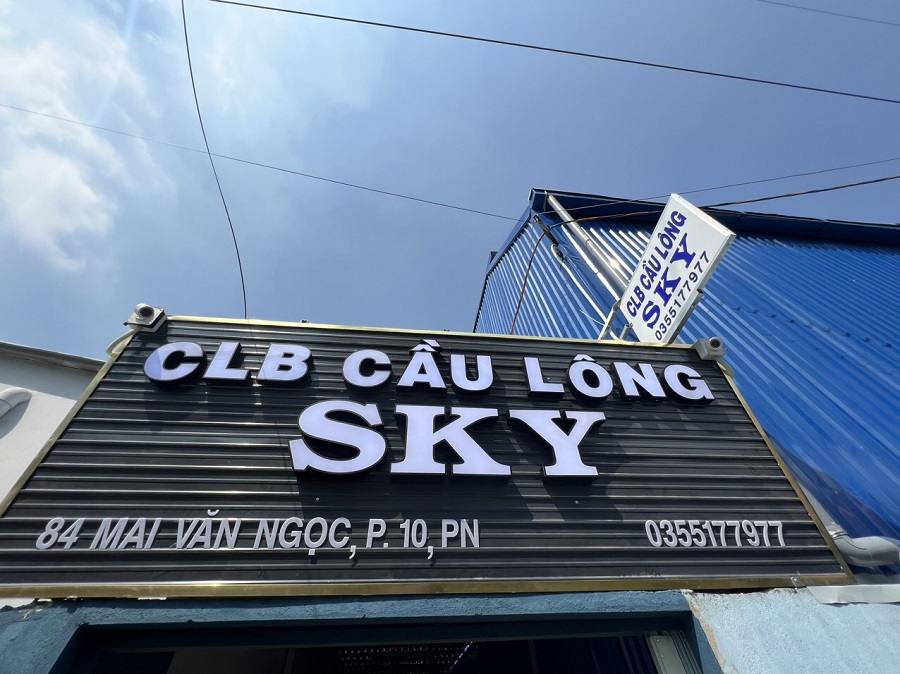 CLB CẦU LÔNG
SKY
0355177977
CLB CẦU LÔNG
SKY
84 MAI VĂN NGỌC, P. 10, PN
0355177977